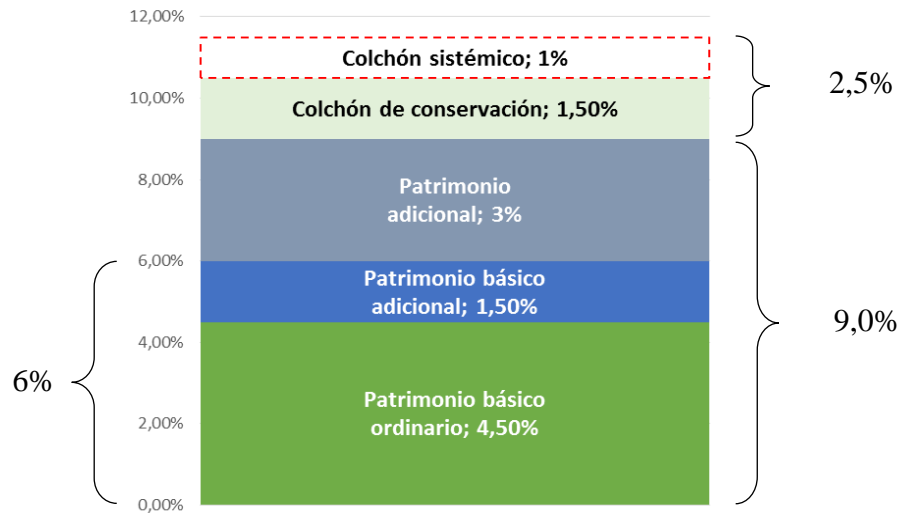 12,00%
Colchón sistémico; 1%
2,5%
10,00%
Colchón de conservación; 1,50%
8,00%
Patrimonio
adicional; 3%
6,00%
Patrimonio básico
adicional; 1,50%
9,0%
4,00%
6%
Patrimonio básico
ordinario; 4,50%
2,00%
0,00%